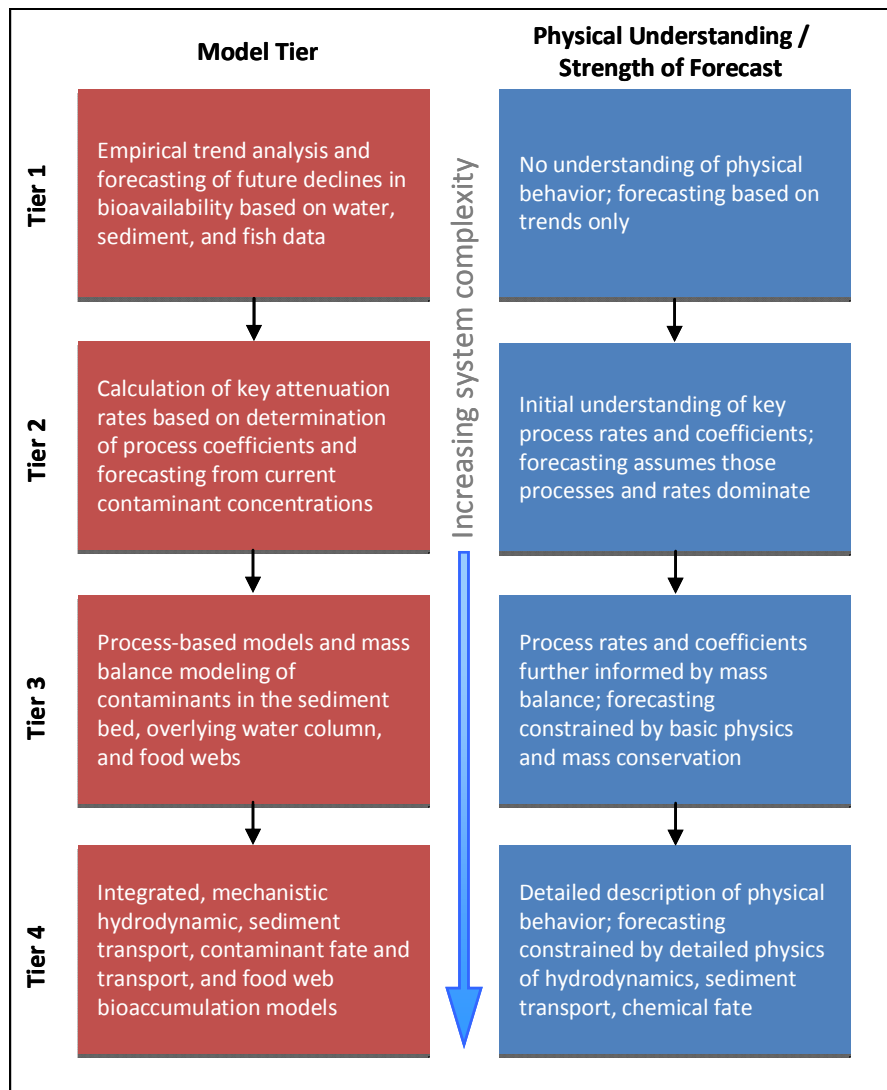 Model Tier
Physical Understanding /
Strength of Forecast
Tier 1
Empirical trend analysis and
forecasting of future declines in
bioavailability based on water,
sediment, and fish data
No understanding of physical
behavior; forecasting based on
trends only
Increasing system complexity
Tier 2
Calculation of key attenuation
rates based on determination
of process coefficients and
forecasting from current
contaminant concentrations
Initial understanding of key
process rates and coefficients;
forecasting assumes those
processes and rates dominate
Tier 3
Process-based models and mass
balance modeling of
contaminants in the sediment
bed, overlying water column,
and food webs
Process rates and coefficients
further informed by mass
balance; forecasting
constrained by basic physics
and mass conservation
Tier 4
Integrated, mechanistic
hydrodynamic, sediment
transport, contaminant fate and
transport, and food web
bioaccumulation models
Detailed description of physical
behavior; forecasting
constrained by detailed physics
of hydrodynamics, sediment
transport, chemical fate